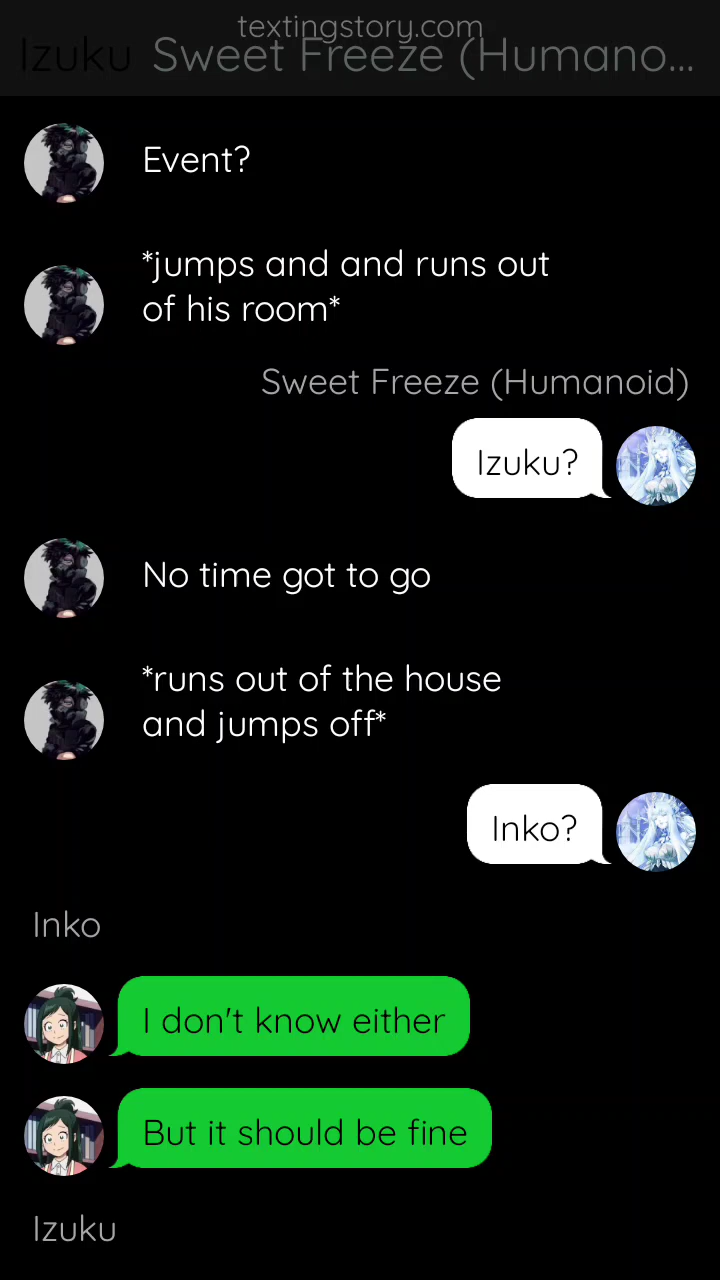 textingstory.com
Izuku Sweet Freeze (Humano...
Event?
*jumps and and runs out
of his room*
Sweet Freeze (Humanoid)
Izuku?
No time got to go
*runs out of the house
and jumps off*
Inko?
Inko
I don't know either
But it should be fine
Izuku